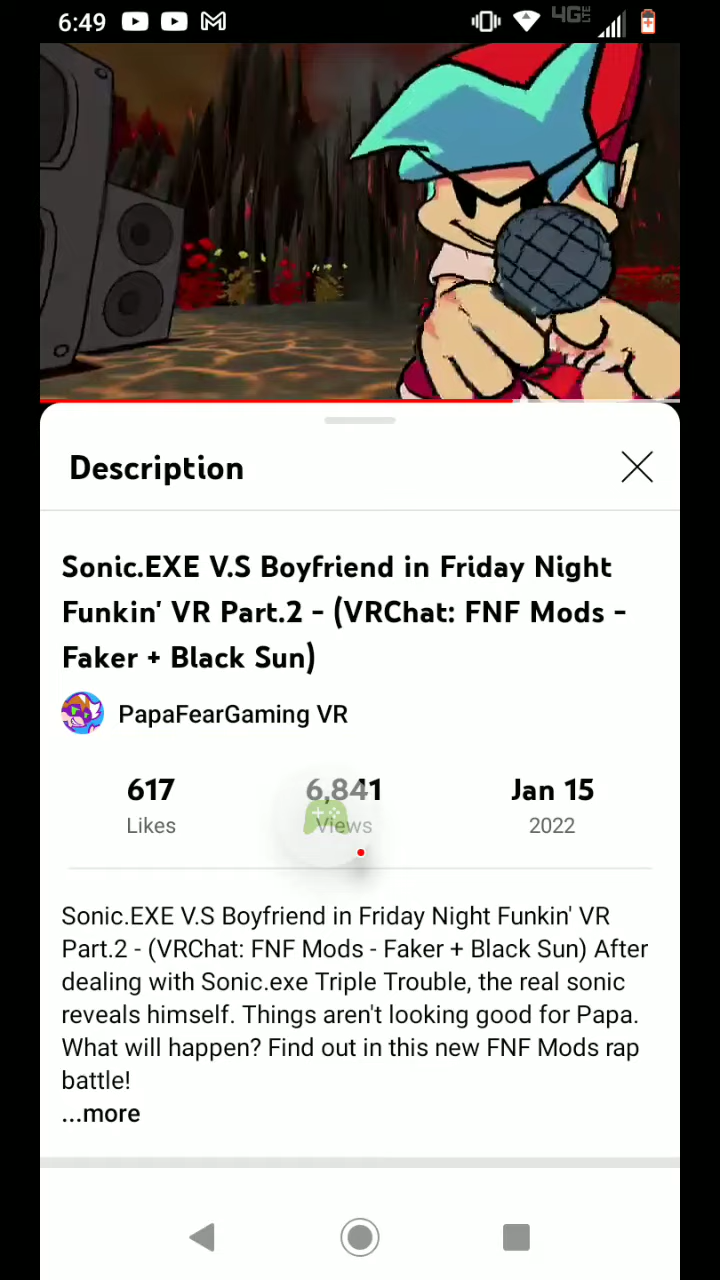 6:49
4G LTE
Description
Sonic.EXE V.S Boyfriend in Friday Night
Funkin' VR Part.2 - (VRChat: FNF Mods -
Faker + Black Sun)
PapaFearGaming VR
617 6,841 Jan 15
Likes Views 2022
Sonic.EXE V.S Boyfriend in Friday Night Funkin' VR
Part.2 - (VRChat: FNF Mods - Faker + Black Sun) After
dealing with Sonic.exe Triple Trouble, the real sonic
reveals himself. Things aren't looking good for Papa.
What will happen? Find out in this new FNF Mods rap
battle!
...more